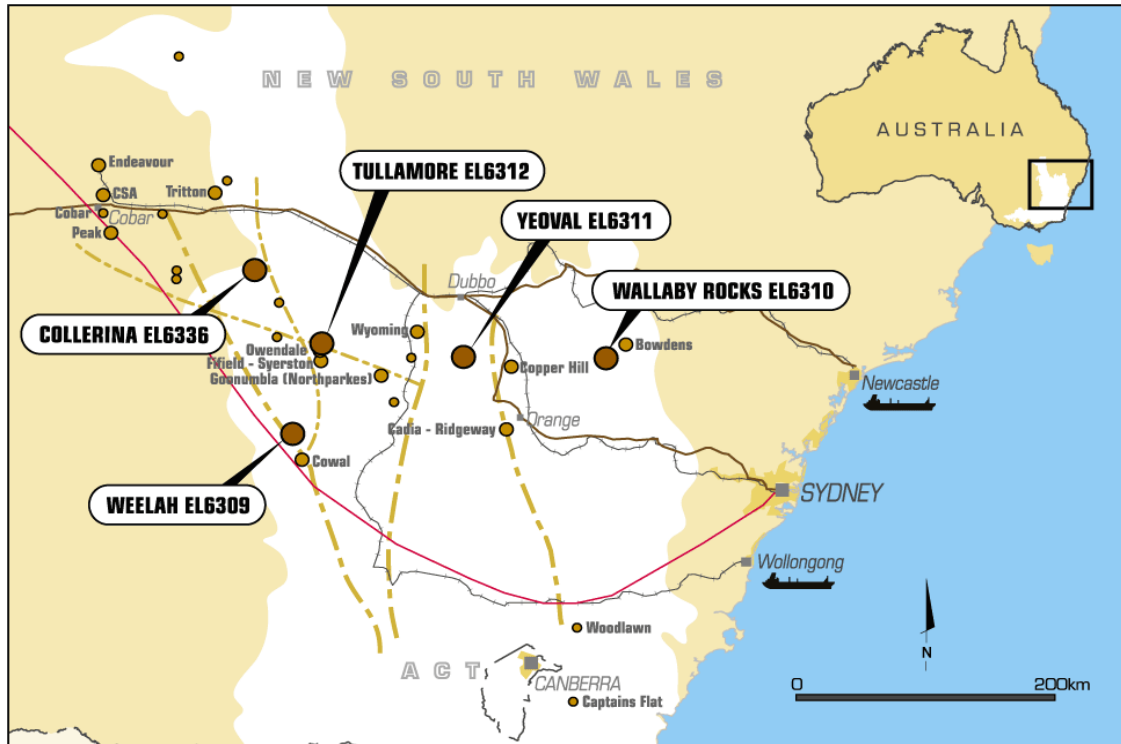 NEW SOUTH WALES
AUSTRALIA
Endeavour
TULLAMORE EL6312
CSA
Tritton
Cobar
Cobar
YEOVAL EL6311
Peak
Dubbo
WALLABY ROCKS EL6310
COLLERINA EL6336
Wyoming
Bowdens
Owendale
Fifield - Syerston
Copper Hill
Goonumbla (Northparkes)
Newcastle
Orange
Cadia - Ridgeway
Cowal
WEELAH EL6309
SYDNEY
Wollongong
Woodlawn
ACT
N
CANBERRA
0
200km
Captains Flat